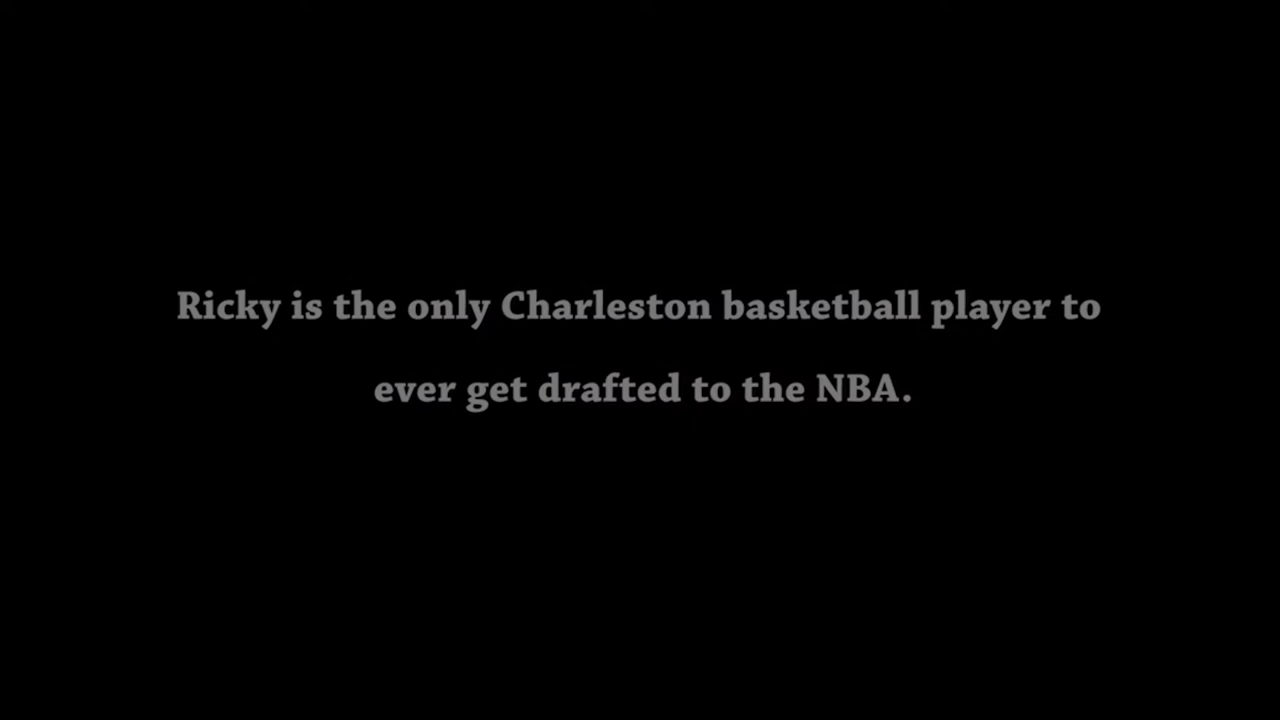 Ricky is the only Charleston basketball player to
ever get drafted to the NBA.